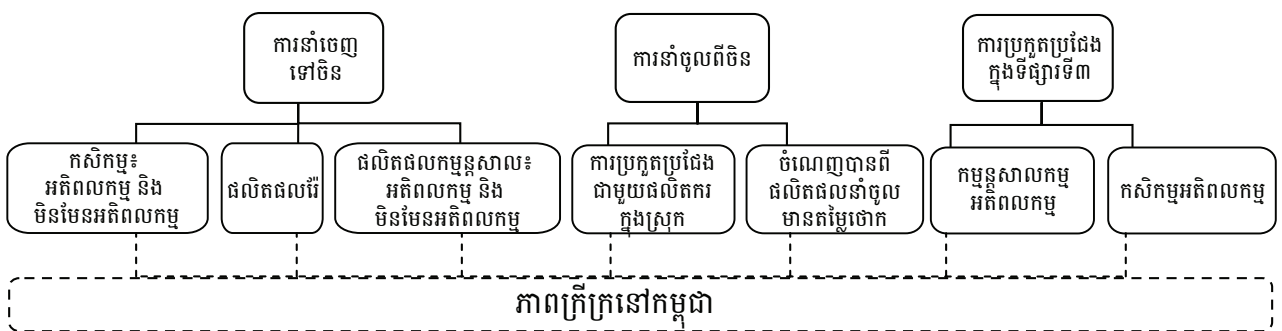 ការនាំចេញ
ទៅចិន
ការនាំចូលពីចិន
ការប្រកួតប្រជែង
ក្នុងទីផ្សារទី៣
កសិកម្ម៖
អតិពលកម្ម និង
មិនមែនអតិពលកម្ម
ផលិតផលរ៉ែ
ផលិតផលកម្មន្តសាល៖
អតិពលកម្ម និង
មិនមែនអតិពលកម្ម
ការប្រកួតប្រជែង
ជាមួយផលិតករ
ក្នុងស្រុក
ចំណេញបានពី
ផលិតផលនាំចូល
មានតម្លៃថោក
កម្មន្តសាលកម្ម
អតិពលកម្ម
កសិកម្មអតិពលកម្ម
ភាពក្រីក្រនៅកម្ពុជា